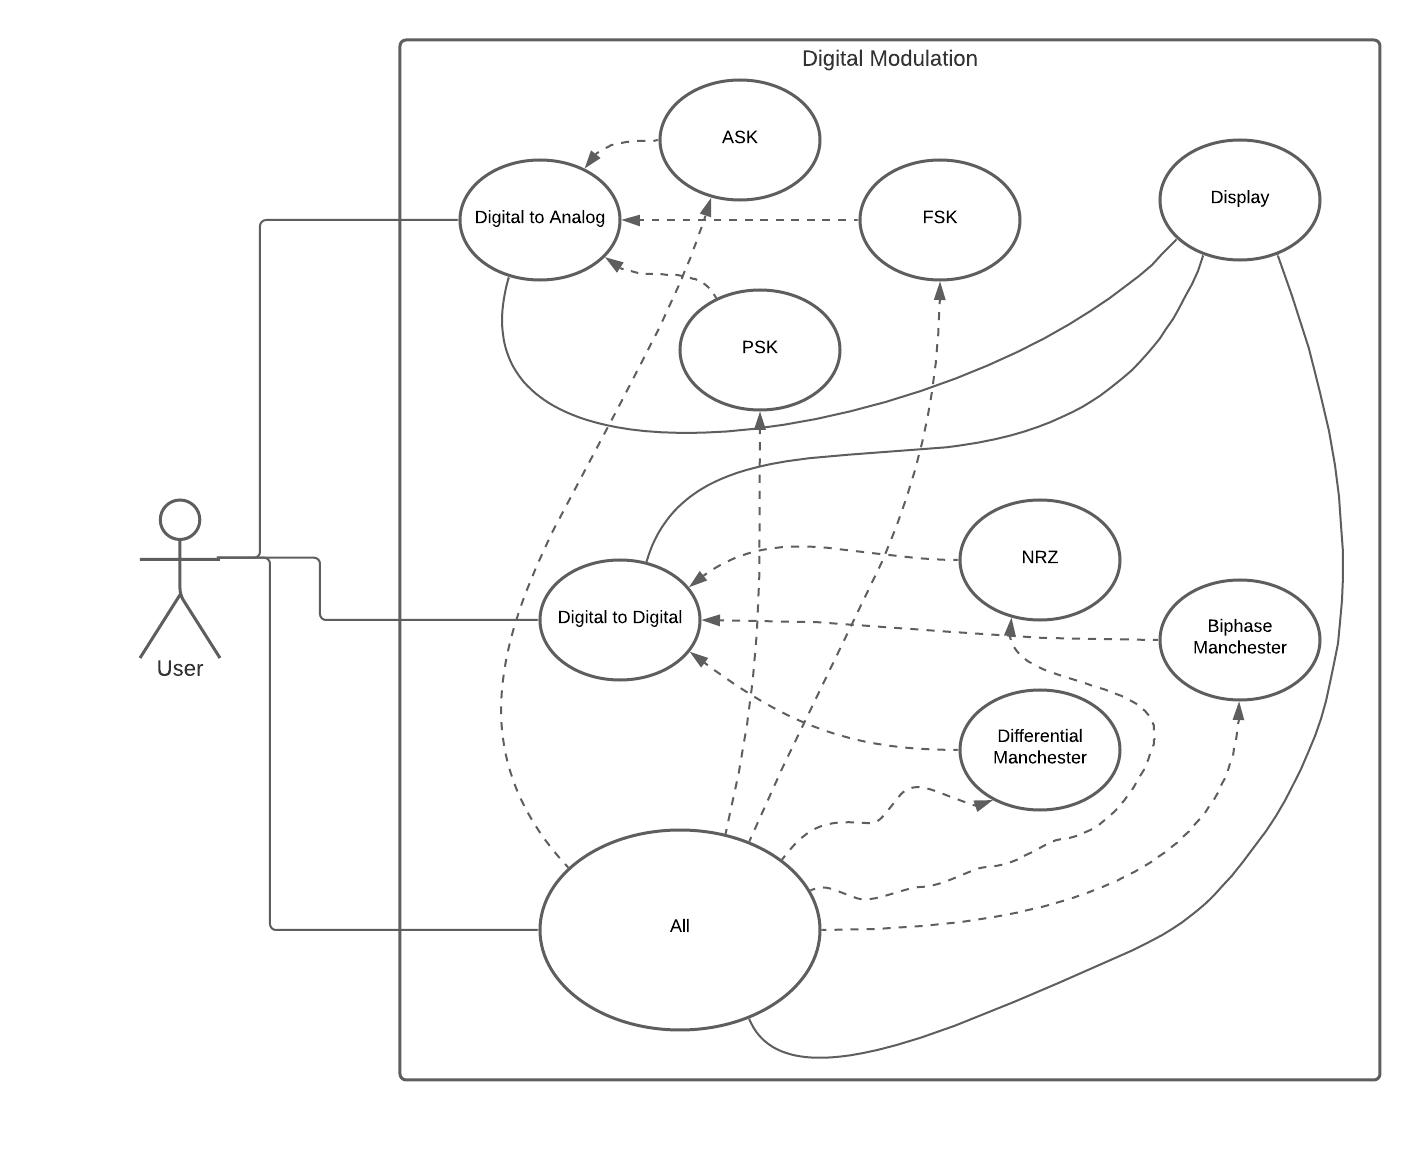 Digital Modulation
ASK
Digital to Analog
FSK
Display
PSK
NRZ
Digital to Digital
Biphase
Manchester
User
Differential
Manchester
All